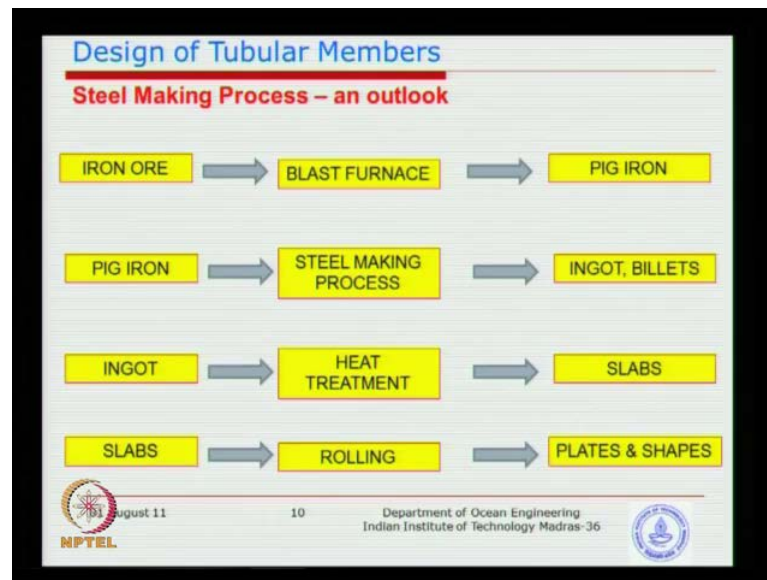 Design of Tubular Members
Steel Making Process – an outlook
IRON ORE
BLAST FURNACE
PIG IRON
PIG IRON
STEEL MAKING
PROCESS
INGOT, BILLETS
INGOT
HEAT
TREATMENT
SLABS
SLABS
ROLLING
PLATES & SHAPES
August 11
10
Department of Ocean Engineering
Indian Institute of Technology Madras-36
NPTEL